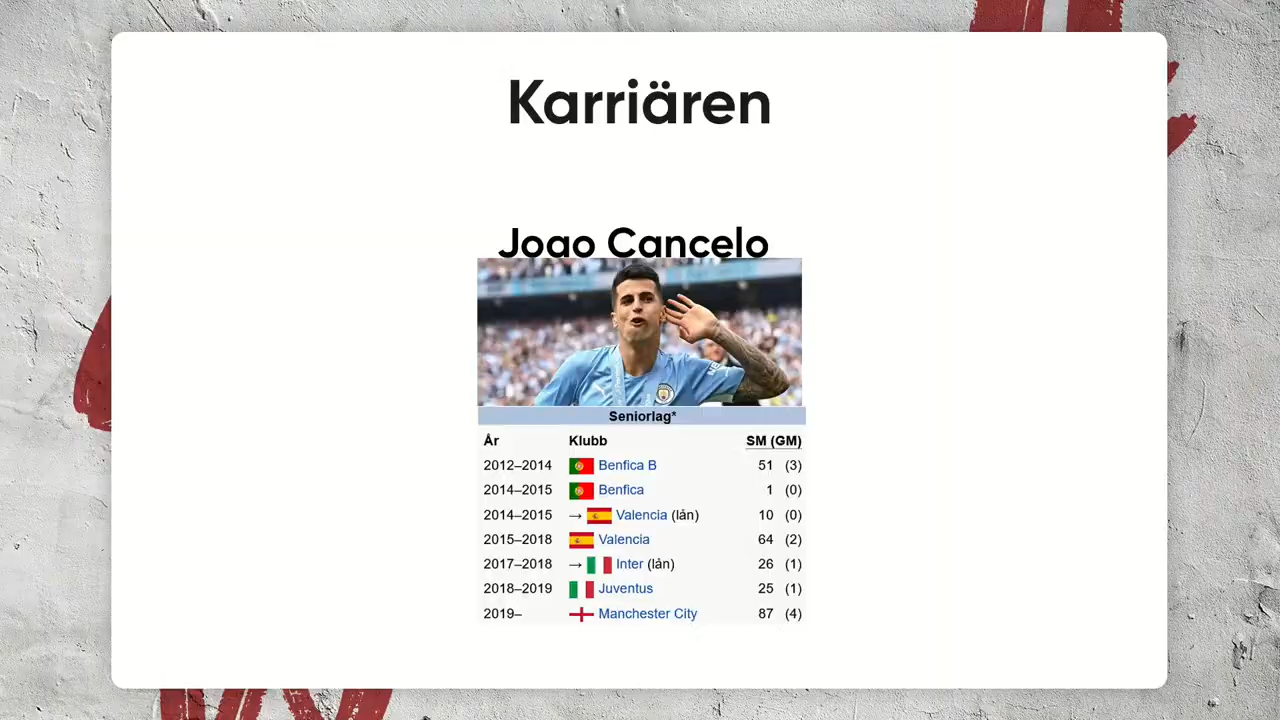 Karriären
Joao Cancelo
Seniorlag*
År Klubb SM (GM)
2012–2014 Benfica B 51 (3)
2014–2015 Benfica 1 (0)
2014–2015 → Valencia (lån) 10 (0)
2015–2018 Valencia 64 (2)
2017–2018 → Inter (lån) 26 (1)
2018–2019 Juventus 25 (1)
2019– Manchester City 87 (4)